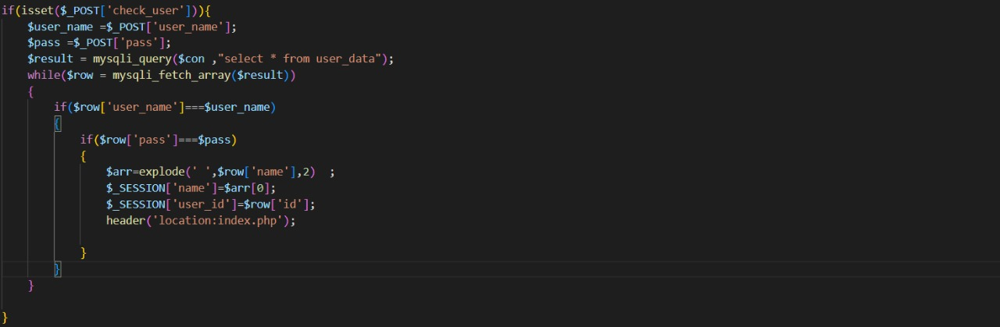 if(isset($_POST['check_user'])){
$user_name =$_POST['user_name'];
$pass =$_POST['pass'];
$result = mysqli_query($con ,"select * from user_data");
while($row = mysqli_fetch_array($result))
{
if($row['user_name']===$user_name)
{
if($row['pass']===$pass)
{
$arr=explode(' ',$row['name'],2)  ;
$_SESSION['name']=$arr[0];
$_SESSION['user_id']=$row['id'];
header('location:index.php');
}
}
}
}